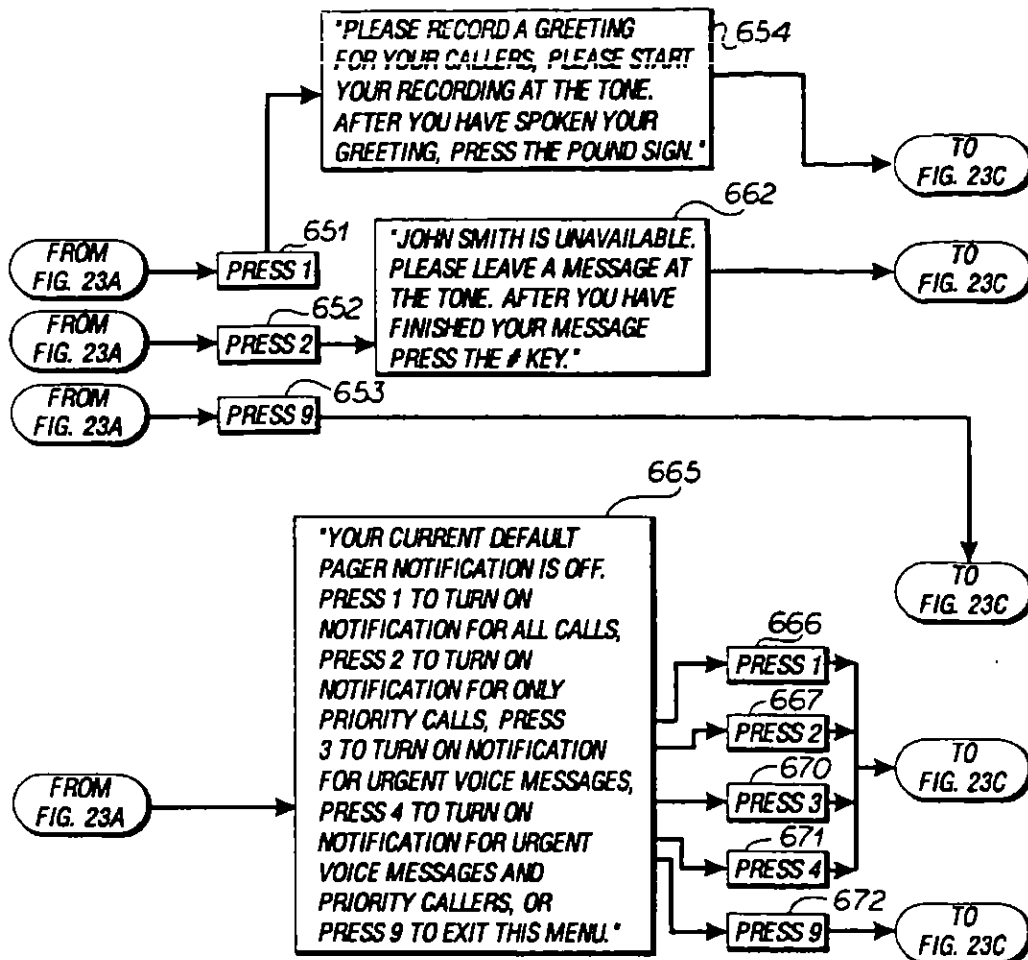 "PLEASE RECORD A GREETING
FOR YOUR CALLERS, PLEASE START
YOUR RECORDING AT THE TONE.
AFTER YOU HAVE SPOKEN YOUR
GREETING, PRESS THE POUND SIGN."
654
TO
FIG. 23C
662
"JOHN SMITH IS UNAVAILABLE.
PLEASE LEAVE A MESSAGE AT
THE TONE. AFTER YOU HAVE
FINISHED YOUR MESSAGE
PRESS THE # KEY."
TO
FIG. 23C
FROM
FIG. 23A
651
PRESS 1
FROM
FIG. 23A
652
PRESS 2
FROM
FIG. 23A
653
PRESS 9
TO
FIG. 23C
665
"YOUR CURRENT DEFAULT
PAGER NOTIFICATION IS OFF.
PRESS 1 TO TURN ON
NOTIFICATION FOR ALL CALLS,
PRESS 2 TO TURN ON
NOTIFICATION FOR ONLY
PRIORITY CALLS, PRESS
3 TO TURN ON NOTIFICATION
FOR URGENT VOICE MESSAGES,
PRESS 4 TO TURN ON
NOTIFICATION FOR URGENT
VOICE MESSAGES AND
PRIORITY CALLERS, OR
PRESS 9 TO EXIT THIS MENU."
FROM
FIG. 23A
666
PRESS 1
667
PRESS 2
670
PRESS 3
671
PRESS 4
TO
FIG. 23C
672
PRESS 9
TO
FIG. 23C